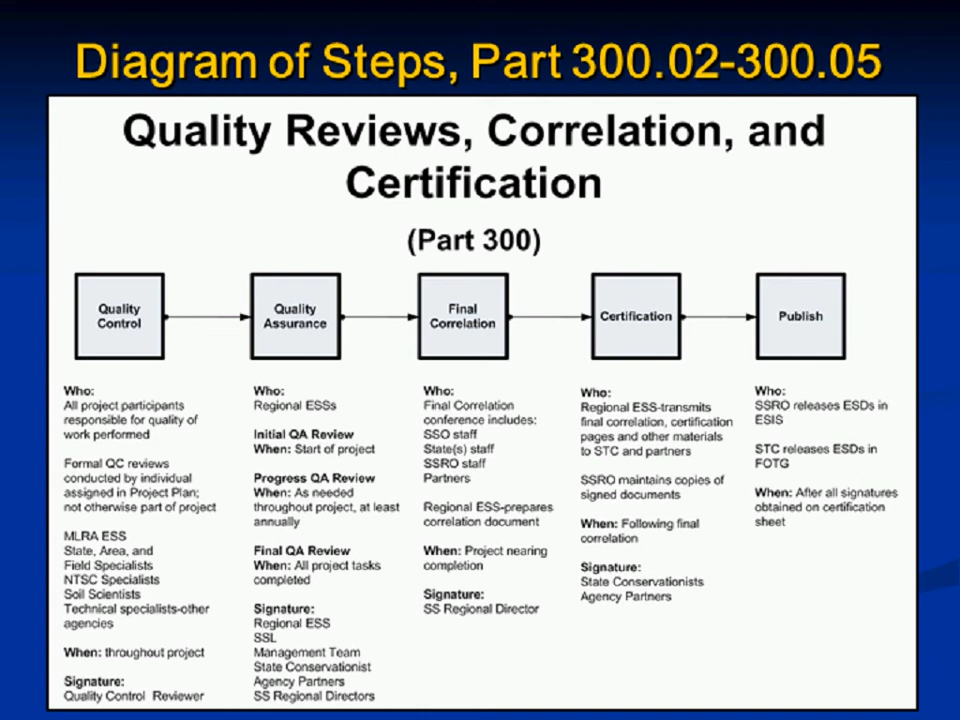 Diagram of Steps, Part 300.02-300.05
Quality Reviews, Correlation, and
Certification
(Part 300)
Quality
Control
Quality
Assurance
Final
Correlation
Certification
Publish
Who:
All project participants
responsible for quality of
work performed
Formal QC reviews
conducted by individual
assigned in Project Plan;
not otherwise part of project
MLRA ESS
State, Area, and
Field Specialists
NTSC Specialists
Soil Scientists
Technical specialists-other
agencies
When: throughout project
Signature:
Quality Control Reviewer
Who:
Regional ESSs
Initial QA Review
When: Start of project
Progress QA Review
When: As needed
throughout project, at least
annually
Final QA Review
When: All project tasks
completed
Signature:
Regional ESS
SSL
Management Team
State Conservationist
Agency Partners
SS Regional Directors
Who:
Final Correlation
conference includes:
SSO staff
State(s) staff
SSRO staff
Partners
Regional ESS-prepares
correlation document
When: Project nearing
completion
Signature:
SS Regional Director
Who:
Regional ESS-transmits
final correlation, certification
pages and other materials
to STC and partners
SSRO maintains copies of
signed documents
When: Following final
correlation
Signature:
State Conservationists
Agency Partners
Who:
SSRO releases ESDs in
ESIS
STC releases ESDs in
FOTG
When: After all signatures
obtained on certification
sheet